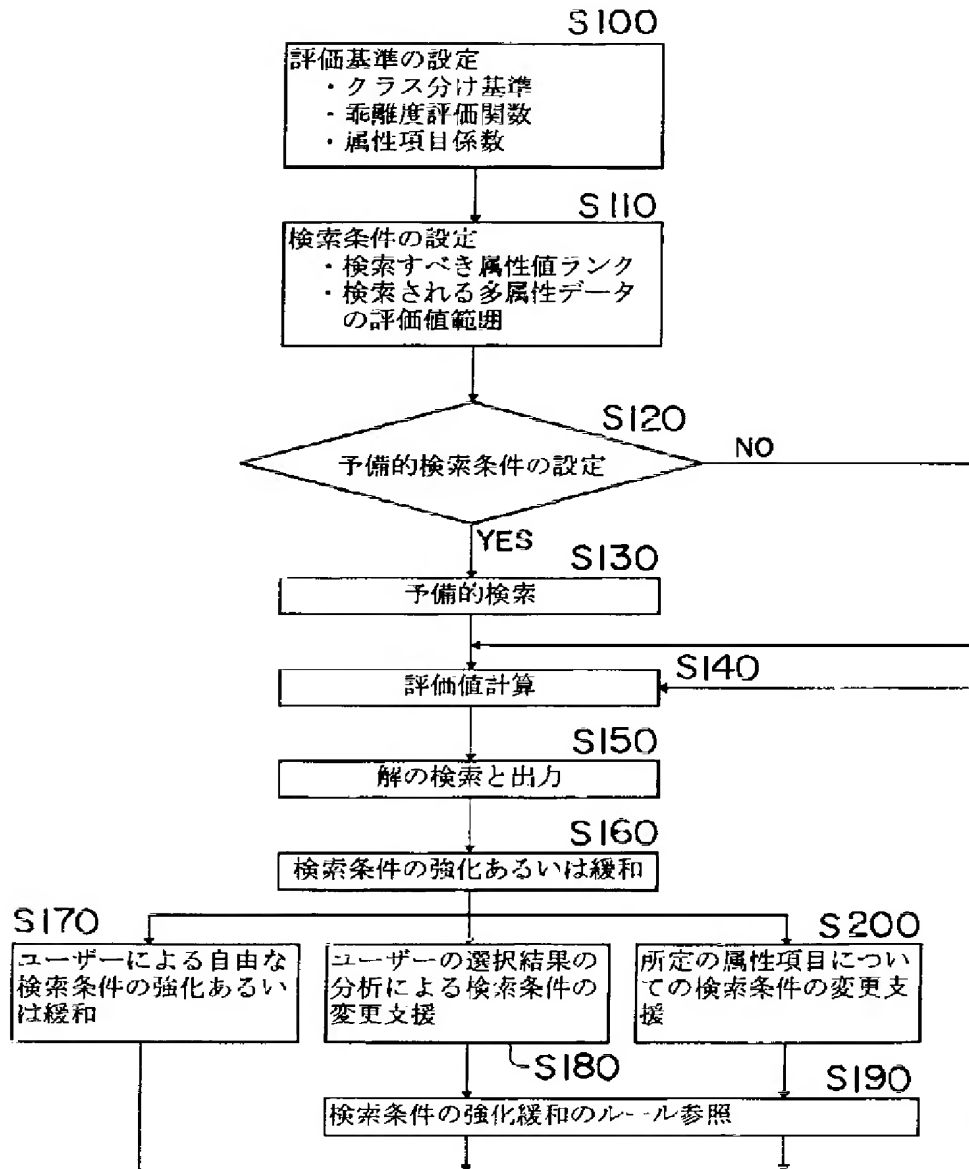 S100
評価基準の設定
・クラス分け基準
・乖離度評価関数
・属性項目係数
S110
検索条件の設定
・検索すべき属性値ランク
・検索される多属性データ
の評価値範囲
S120
予備的検索条件の設定
NO
YES
S130
予備的検索
S140
評価値計算
S150
解の検索と出力
S160
検索条件の強化あるいは緩和
S170
ユーザーによる自由な
検索条件の強化あるい
は緩和
ユーザーの選択結果の
分析による検索条件の
変更支援
S180
S200
所定の属性項目につい
ての検索条件の変更支
援
S190
検索条件の強化緩和のルール参照